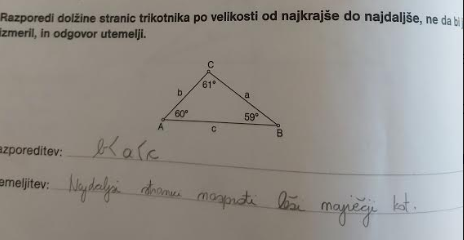 Razporedi dolžine stranic trikotnika po velikosti od najkrajše do najdaljše, ne da bi j
izmeril, in odgovor utemelji.
C
61°
b
a
60°
59°
A
c
B
azporeditev: b<a<c
emeljitev: Najdaljši stranici nasproti leži največji kot.